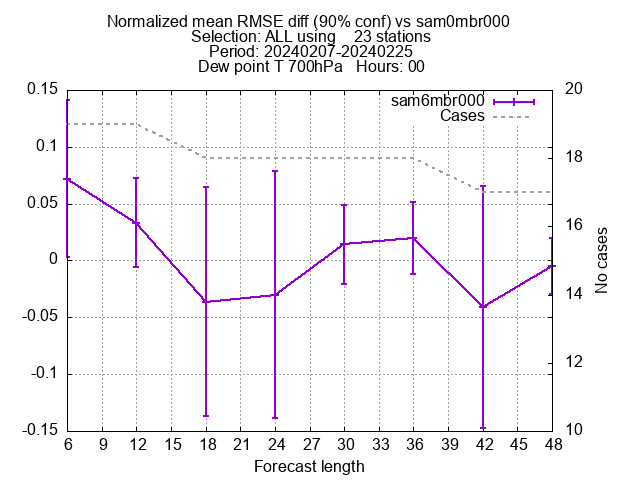 Normalized mean RMSE diff (90% conf) vs sam0mbr000
Selection: ALL using    23 stations
Period: 20240207-20240225
Dew point T 700hPa   Hours: 00
sam6mbr000
Cases
0.15
0.1
0.05
0
-0.05
-0.1
-0.15
20
18
16
14
12
10
No cases
6 9 12 15 18 21 24 27 30 33 36 39 42 45 48
Forecast length